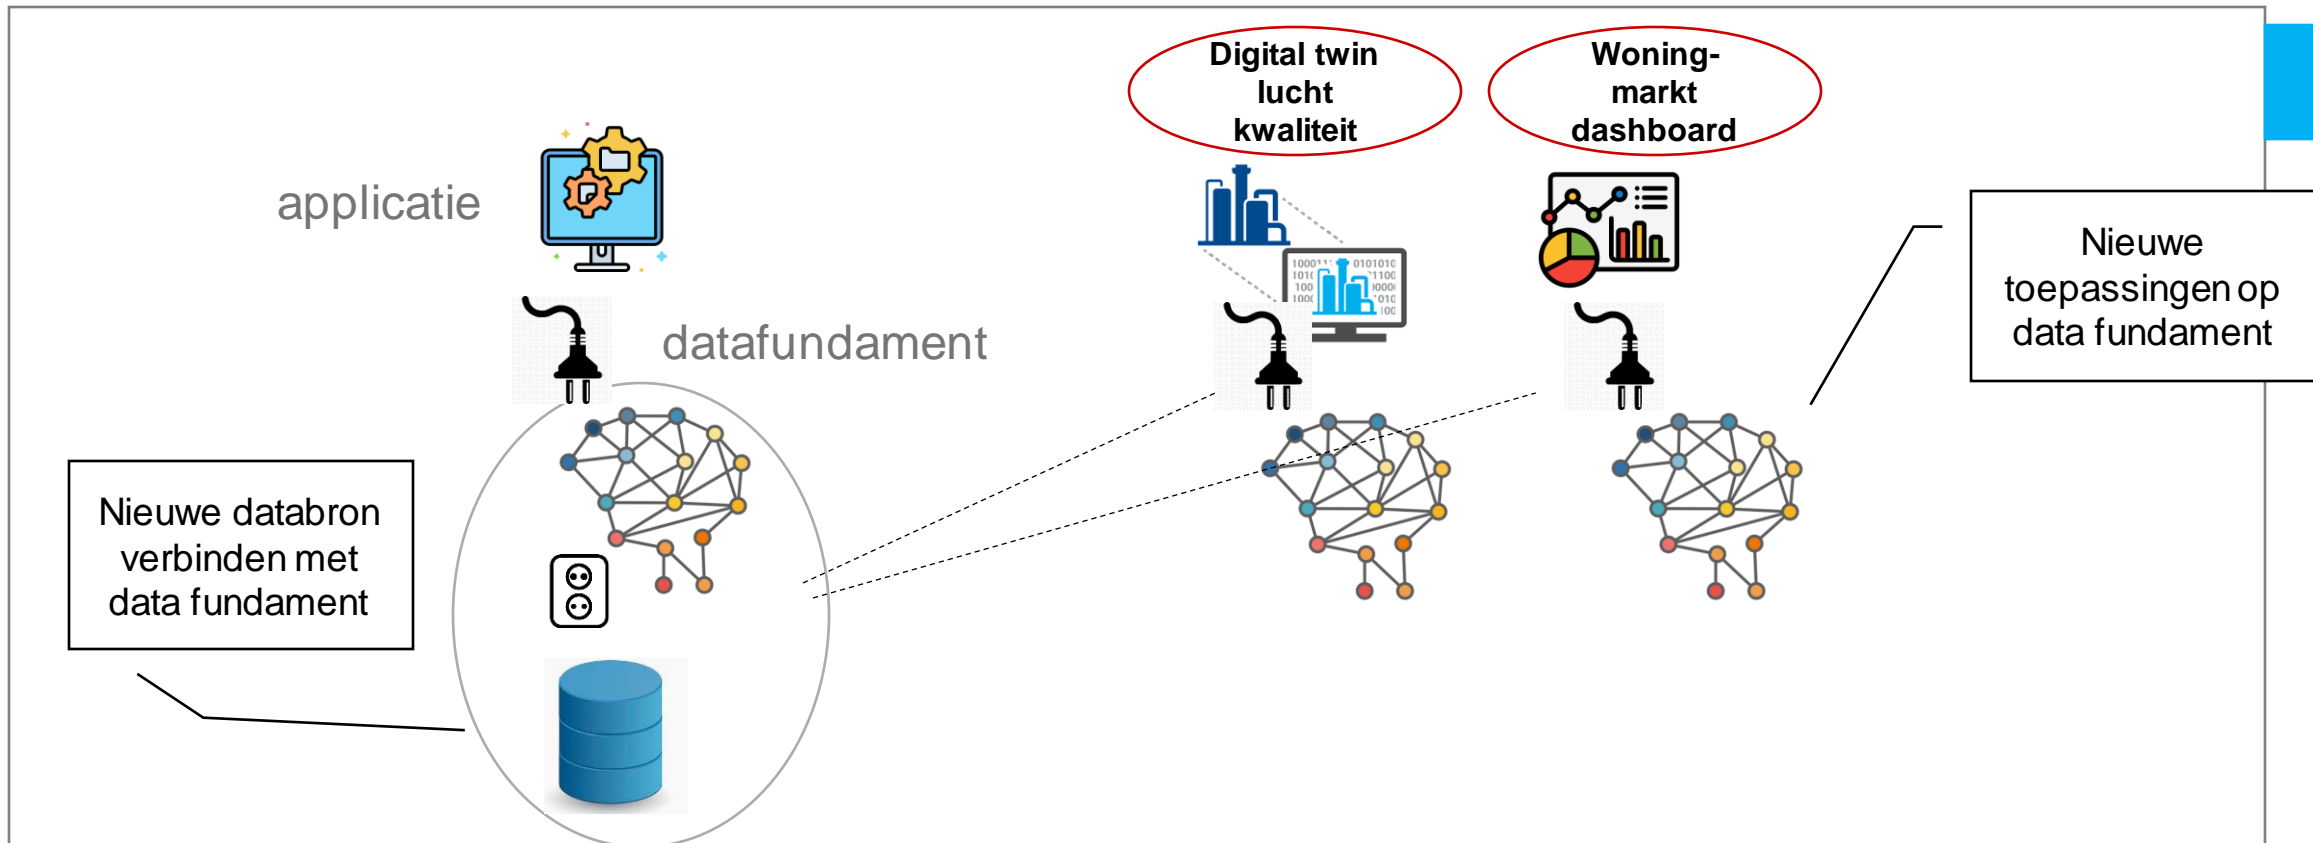 Digital twin
lucht
kwaliteit
Woning-
markt
dashboard
applicatie
Nieuwe
toepassingen op
data fundament
datafundament
Nieuwe databron
verbinden met
data fundament